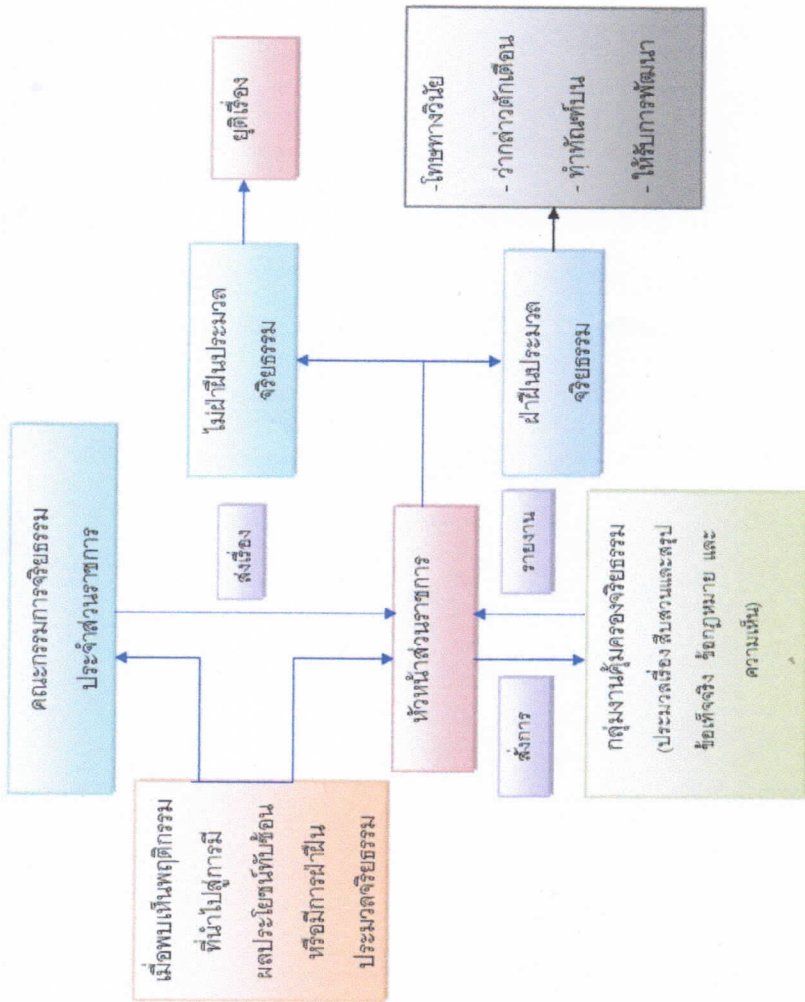 คณะกรรมการจริยธรรม
ประจำส่วนราชการ
เมื่อพบเห็นพฤติกรรม
ที่นำไปสู่การมี
ผลประโยชน์ทับซ้อน
หรือมีการฝ่าฝืน
ประมวลจริยธรรม
ส่งเรื่อง
หัวหน้าส่วนราชการ
สั่งการ
รายงาน
กลุ่มงานคุ้มครองจริยธรรม
(ประมวลเรื่อง สืบสวนและสรุป
ข้อเท็จจริง ข้อกฎหมาย และ
ความเห็น)
ไม่ฝ่าฝืนประมวล
จริยธรรม
ยุติเรื่อง
ฝ่าฝืนประมวล
จริยธรรม
-โทษทางวินัย
- ว่ากล่าวตักเตือน
- ทำทัณฑ์บน
- ให้รับการพัฒนา